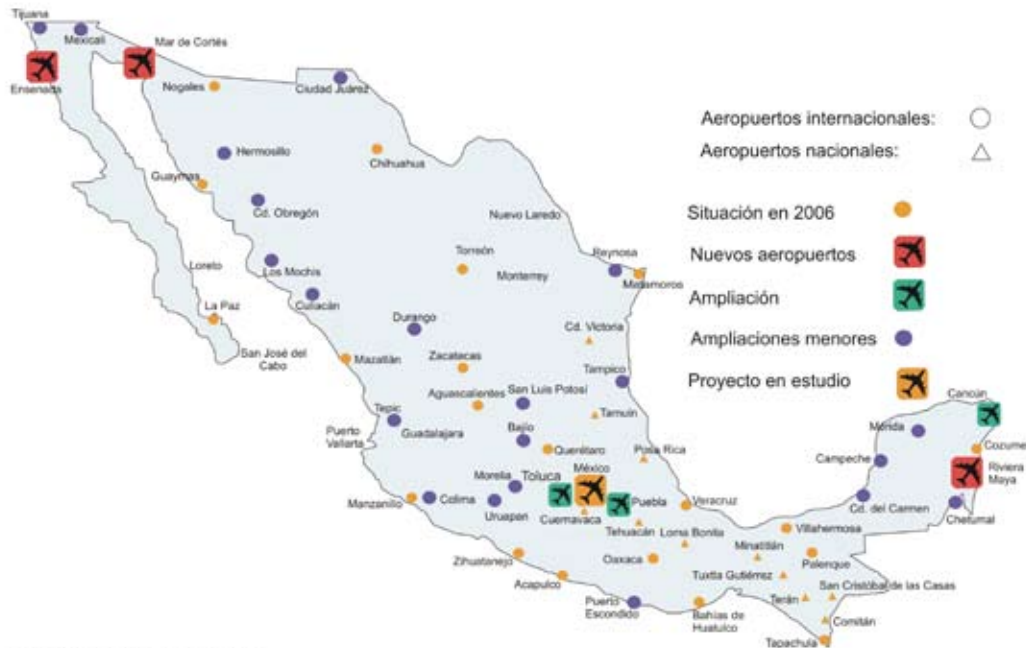 Tijuana
Mexicali
Mar de Cortés
Ensenada
Nogales
Ciudad Juárez
Aeropuertos internacionales:
Aeropuertos nacionales:
Hermosillo
Chihuahua
Guaymas
Cd. Obregón
Nuevo Laredo
Situación en 2006
Torreón
Reynosa
Nuevos aeropuertos
Loreto
Los Mochis
Monterrey
Matamoros
La Paz
Culiacán
Durango
Cd. Victoria
Ampliación
San José del
Cabo
Mazatlán
Zacatecas
Tampico
Ampliaciones menores
Aguascalientes
San Luis Potosí
Proyecto en estudio
Cancún
Tepic
Tamuín
Puerto
Vallarta
Guadalajara
Bajío
Mérida
Querétaro
Poza Rica
Cozume
Campeche
Morelia
Toluca
México
Riviera
Maya
Manzanillo
Colima
Uruapan
Puebla
Veracruz
Cd. del Carmen
Chetumal
Cuernavaca
Tehuacán
Loma Bonita
Villahermosa
Zihuatanejo
Oaxaca
Minatitlán
Palenque
Acapulco
Tuxtla Gutiérrez
San Cristóbal de las Casas
Puerto
Escondido
Bahías de
Huatulco
Terán
Comitán
Tapachula